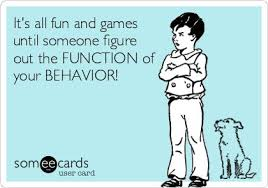 It's all fun and games
until someone figure
out the FUNCTION of
your BEHAVIOR!
someecards
user card